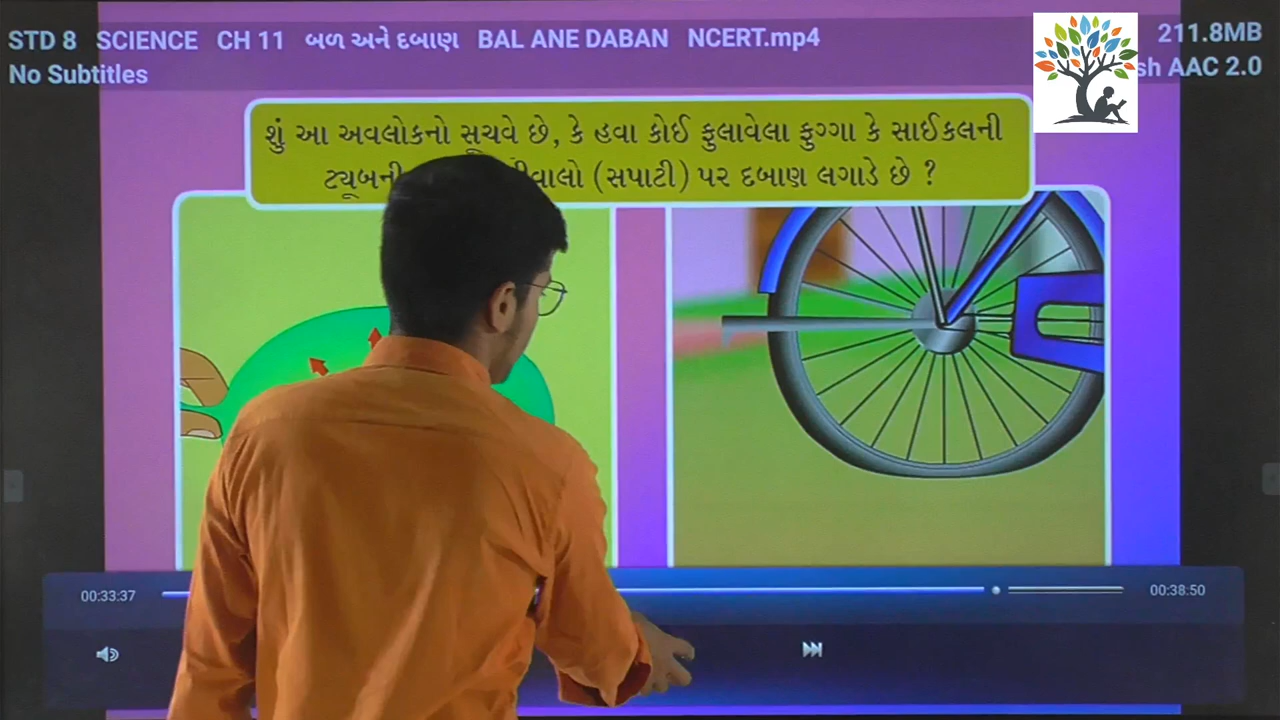 STD 8 SCIENCE CH 11 બળ અને દબાણ BAL ANE DABAN NCERT.mp4
211.8MB
No Subtitles
AAC 2.0
શું આ અવલોકનો સૂચવે છે, કે હવા કોઈ ફુલાવેલા ફુગ્ગા કે સાઈકલની
ટ્યૂબની (સપાટી) પર દબાણ લગાડે છે ?
00:33:37
00:38:50